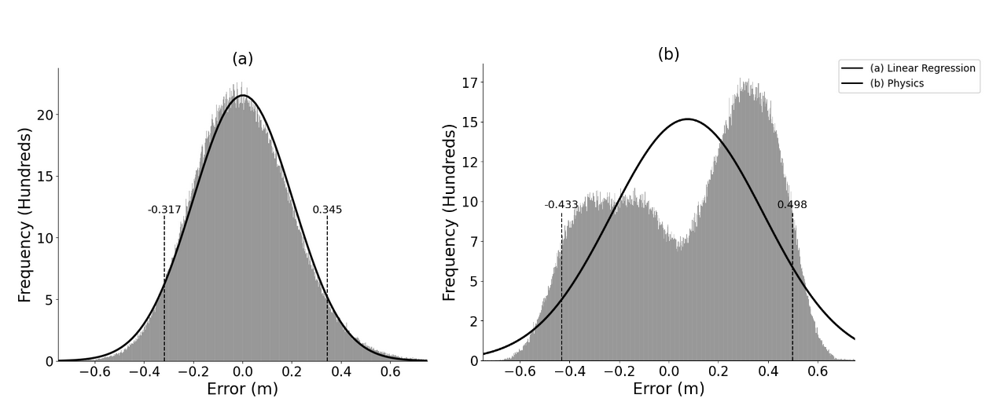 (a)
Frequency (Hundreds)
20
15
10
5
0
-0.317
0.345
−0.6 −0.4 −0.2 0.0 0.2 0.4 0.6
Error (m)
(b)
Frequency (Hundreds)
17
15
12
10
7
5
2
0
-0.433
0.498
−0.6 −0.4 −0.2 0.0 0.2 0.4 0.6
Error (m)
(a) Linear Regression
(b) Physics